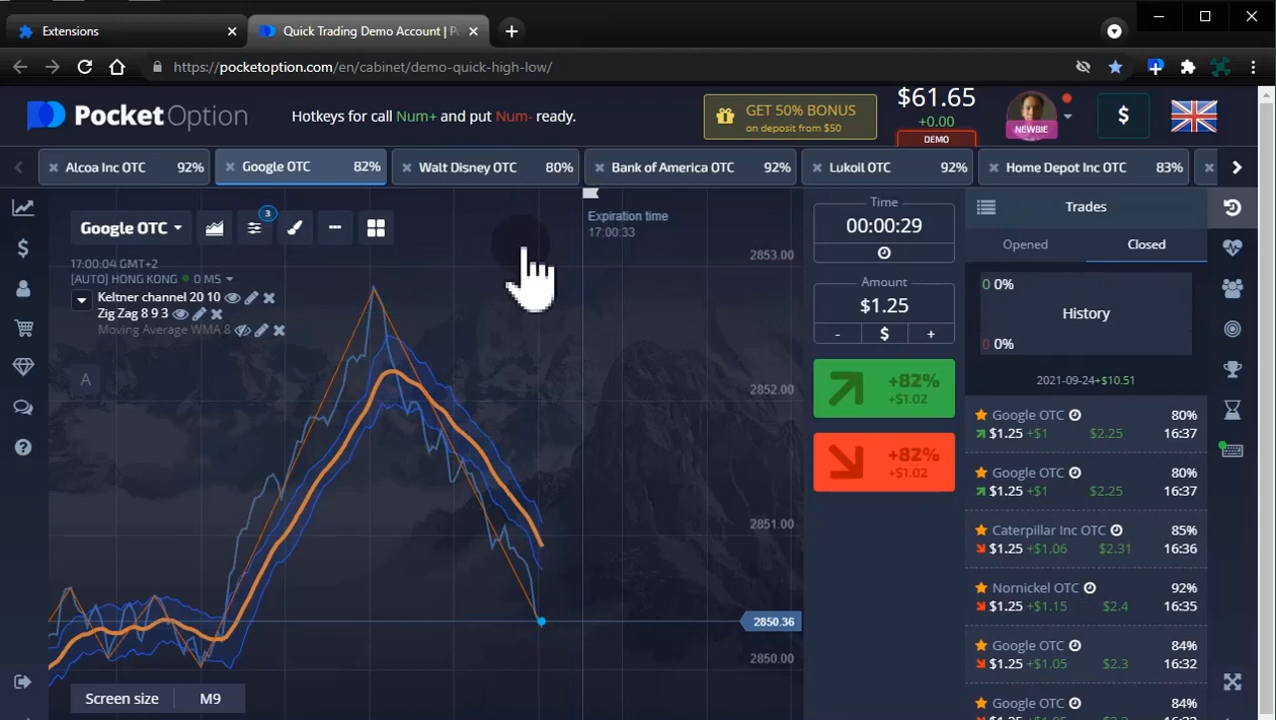 Extensions
Quick Trading Demo Account | P
https://pocketoption.com/en/cabinet/demo-quick-high-low/
PocketOption
Hotkeys for call Num+ and put Num- ready.
GET 50% BONUS
on deposit from $50
$61.65
+0.00
DEMO
NEWBIE
$
Alcoa Inc OTC 92%
Google OTC 82%
Walt Disney OTC 80%
Bank of America OTC 92%
Lukoil OTC 92%
Home Depot Inc OTC 83%
Google OTC
3
17:00:04 GMT+2
[AUTO] HONG KONG 0 MS
Keltner channel 20 10
Zig Zag 8 9 3
Moving Average WMA 8
A
Expiration time
17:00:33
2853.00
2852.00
2851.00
2850.36
2850.00
Screen size M9
Time
00:00:29
Amount
$1.25
- $ +
+82%
+$1.02
+82%
+$1.02
Trades
Opened Closed
0 0%
History
0 0%
2021-09-24+$10.51
Google OTC 80%
$1.25 +$1 $2.25 16:37
Google OTC 80%
$1.25 +$1 $2.25 16:37
Caterpillar Inc OTC 85%
$1.25 +$1.06 $2.31 16:36
Nornickel OTC 92%
$1.25 +$1.15 $2.4 16:35
Google OTC 84%
$1.25 +$1.05 $2.3 16:32
Google OTC 84%